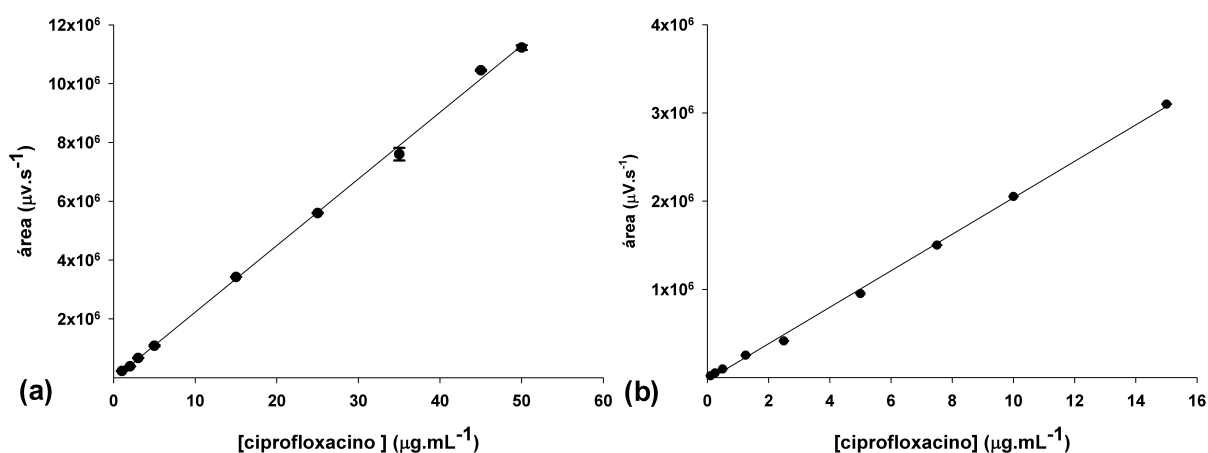 12x10⁶
10x10⁶
8x10⁶
6x10⁶
4x10⁶
2x10⁶
área (μv.s⁻¹)
0 10 20 30 40 50 60
[ciprofloxacino ] (μg.mL⁻¹)
(a)
4x10⁶
3x10⁶
2x10⁶
1x10⁶
área (μV.s⁻¹)
0 2 4 6 8 10 12 14 16
[ciprofloxacino] (μg.mL⁻¹)
(b)